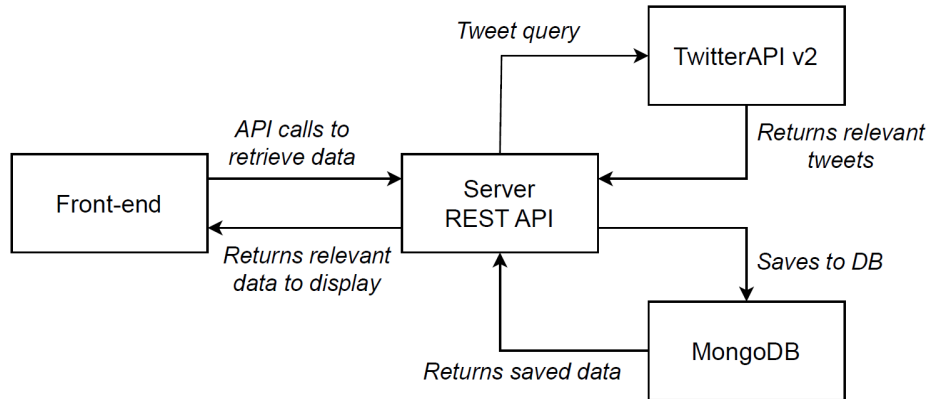 Tweet query
TwitterAPI v2
API calls to
retrieve data
Returns relevant
tweets
Front-end
Server
REST API
Returns relevant
data to display
Saves to DB
MongoDB
Returns saved data